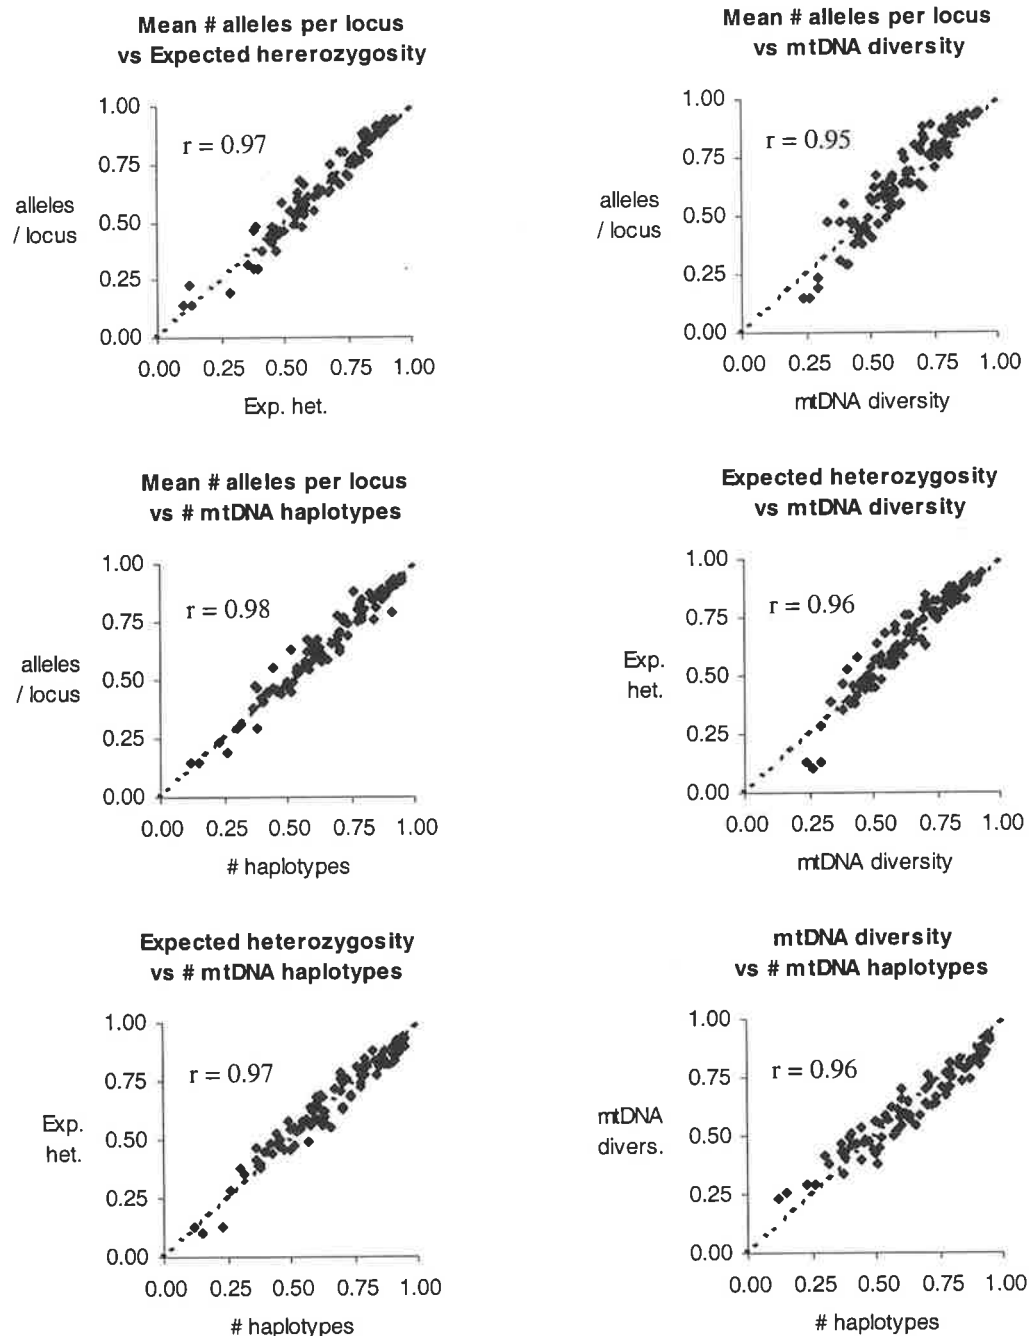 Mean # alleles per locus
vs Expected hererozygosity
1.00
0.75
0.50
0.25
0.00
alleles
/ locus
r = 0.97
0.00 0.25 0.50 0.75 1.00
Exp. het.
Mean # alleles per locus
vs mtDNA diversity
1.00
0.75
0.50
0.25
0.00
alleles
/ locus
r = 0.95
0.00 0.25 0.50 0.75 1.00
mtDNA diversity
Mean # alleles per locus
vs # mtDNA haplotypes
1.00
0.75
0.50
0.25
0.00
alleles
/ locus
r = 0.98
0.00 0.25 0.50 0.75 1.00
# haplotypes
Expected heterozygosity
vs mtDNA diversity
1.00
0.75
0.50
0.25
0.00
Exp.
het.
r = 0.96
0.00 0.25 0.50 0.75 1.00
mtDNA diversity
Expected heterozygosity
vs # mtDNA haplotypes
1.00
0.75
0.50
0.25
0.00
Exp.
het.
r = 0.97
0.00 0.25 0.50 0.75 1.00
# haplotypes
mtDNA diversity
vs # mtDNA haplotypes
1.00
0.75
0.50
0.25
0.00
mtDNA
divers.
r = 0.96
0.00 0.25 0.50 0.75 1.00
# haplotypes